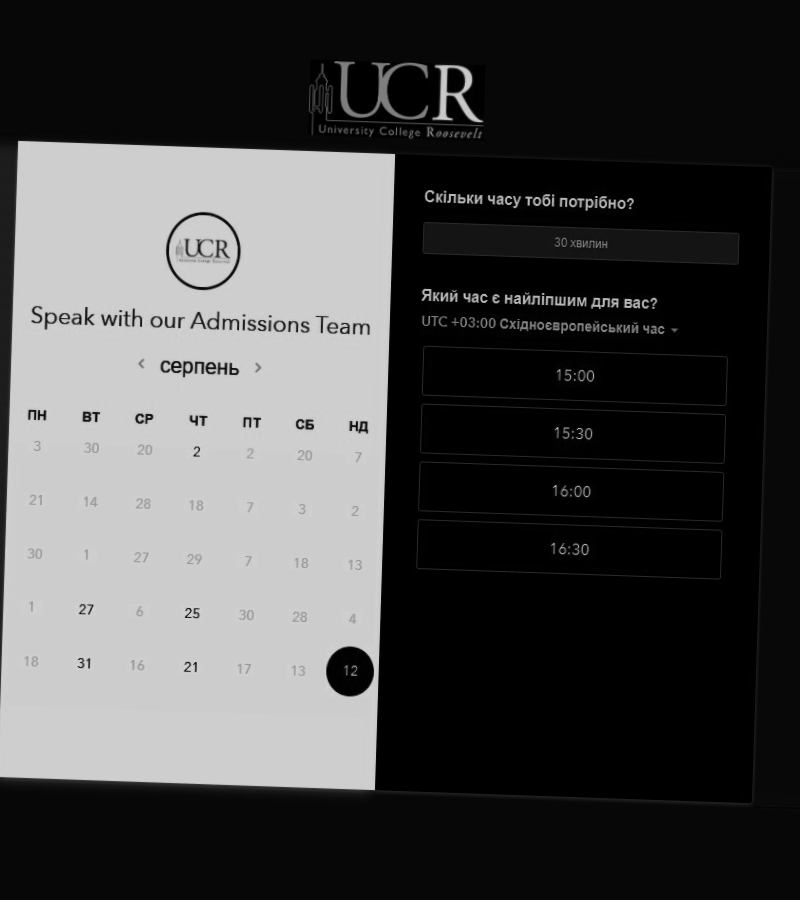 UCR
University College Roosevelt
UCR
Speak with our Admissions Team
серпень
ПН ВТ СР ЧТ ПТ СБ НД
3 30 20 2 2 20 7
21 14 28 18 7 3 2
30 1 27 29 7 18 13
1 27 6 25 30 28 4
18 31 16 21 17 13 12
Скільки часу тобі потрібно?
30 хвилин
Який час є найліпшим для вас?
UTC +03:00 Східноєвропейський час
15:00
15:30
16:00
16:30